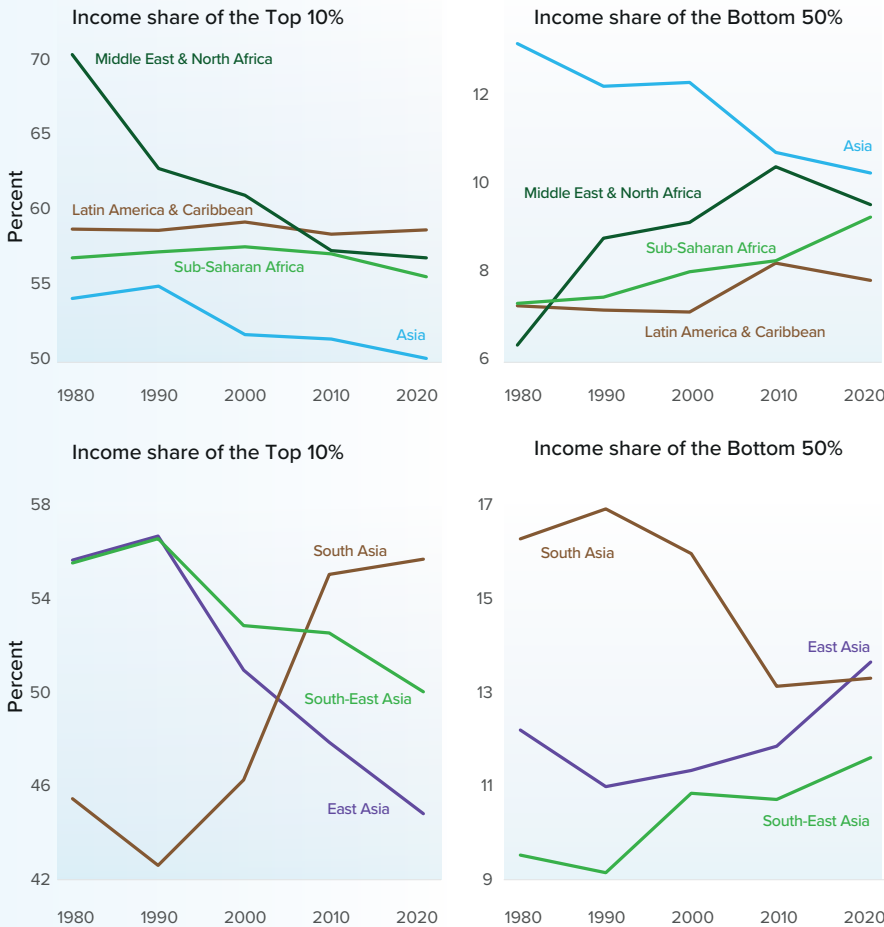 Income share of the Top 10%
Percent
70
65
60
55
50
Middle East & North Africa
Latin America & Caribbean
Sub-Saharan Africa
Asia
1980 1990 2000 2010 2020
Income share of the Bottom 50%
12
10
8
6
Asia
Middle East & North Africa
Sub-Saharan Africa
Latin America & Caribbean
1980 1990 2000 2010 2020
Income share of the Top 10%
Percent
58
54
50
46
42
South Asia
South-East Asia
East Asia
1980 1990 2000 2010 2020
Income share of the Bottom 50%
17
15
13
11
9
South Asia
East Asia
South-East Asia
1980 1990 2000 2010 2020